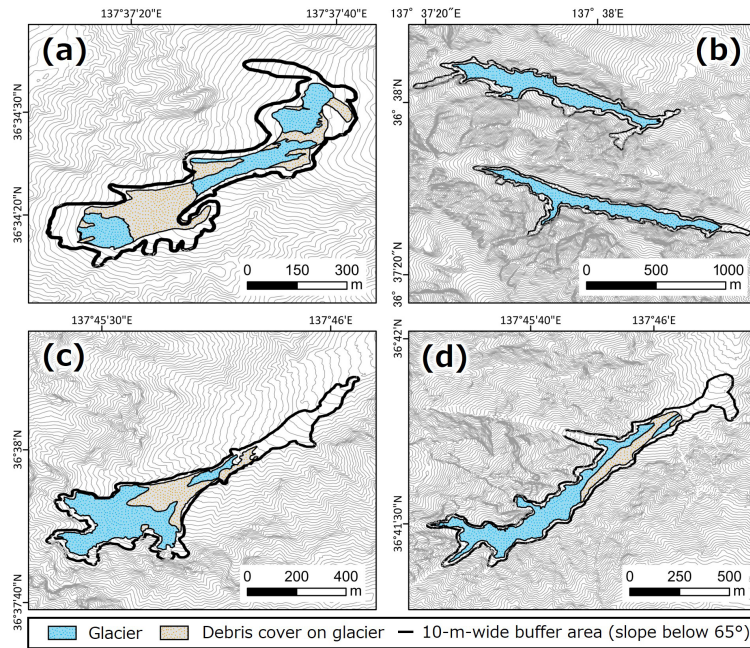 137°37'20"E
137°37'40"E
(a)
36°34'30"N
36°34'20"N
0 150 300
m
137° 37'20"E
137° 38'E
(b)
36° 38'N
36° 37'20"N
0 500 1000
m
137°45'30"E
137°46'E
(c)
36°38'N
36°37'40"N
0 200 400
m
137°45'40"E
137°46'E
(d)
36°42'N
36°41'30"N
0 250 500
m
Glacier Debris cover on glacier 10-m-wide buffer area (slope below 65°)